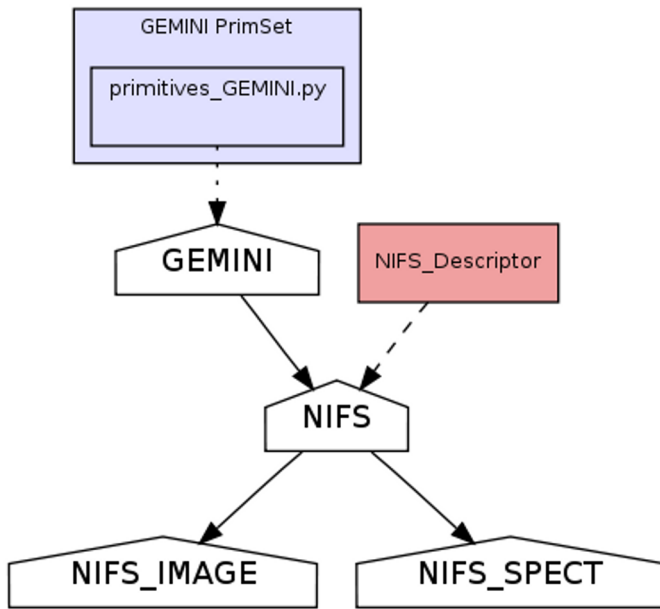 GEMINI PrimSet
primitives_GEMINI.py
GEMINI
NIFS_Descriptor
NIFS
NIFS_IMAGE
NIFS_SPECT